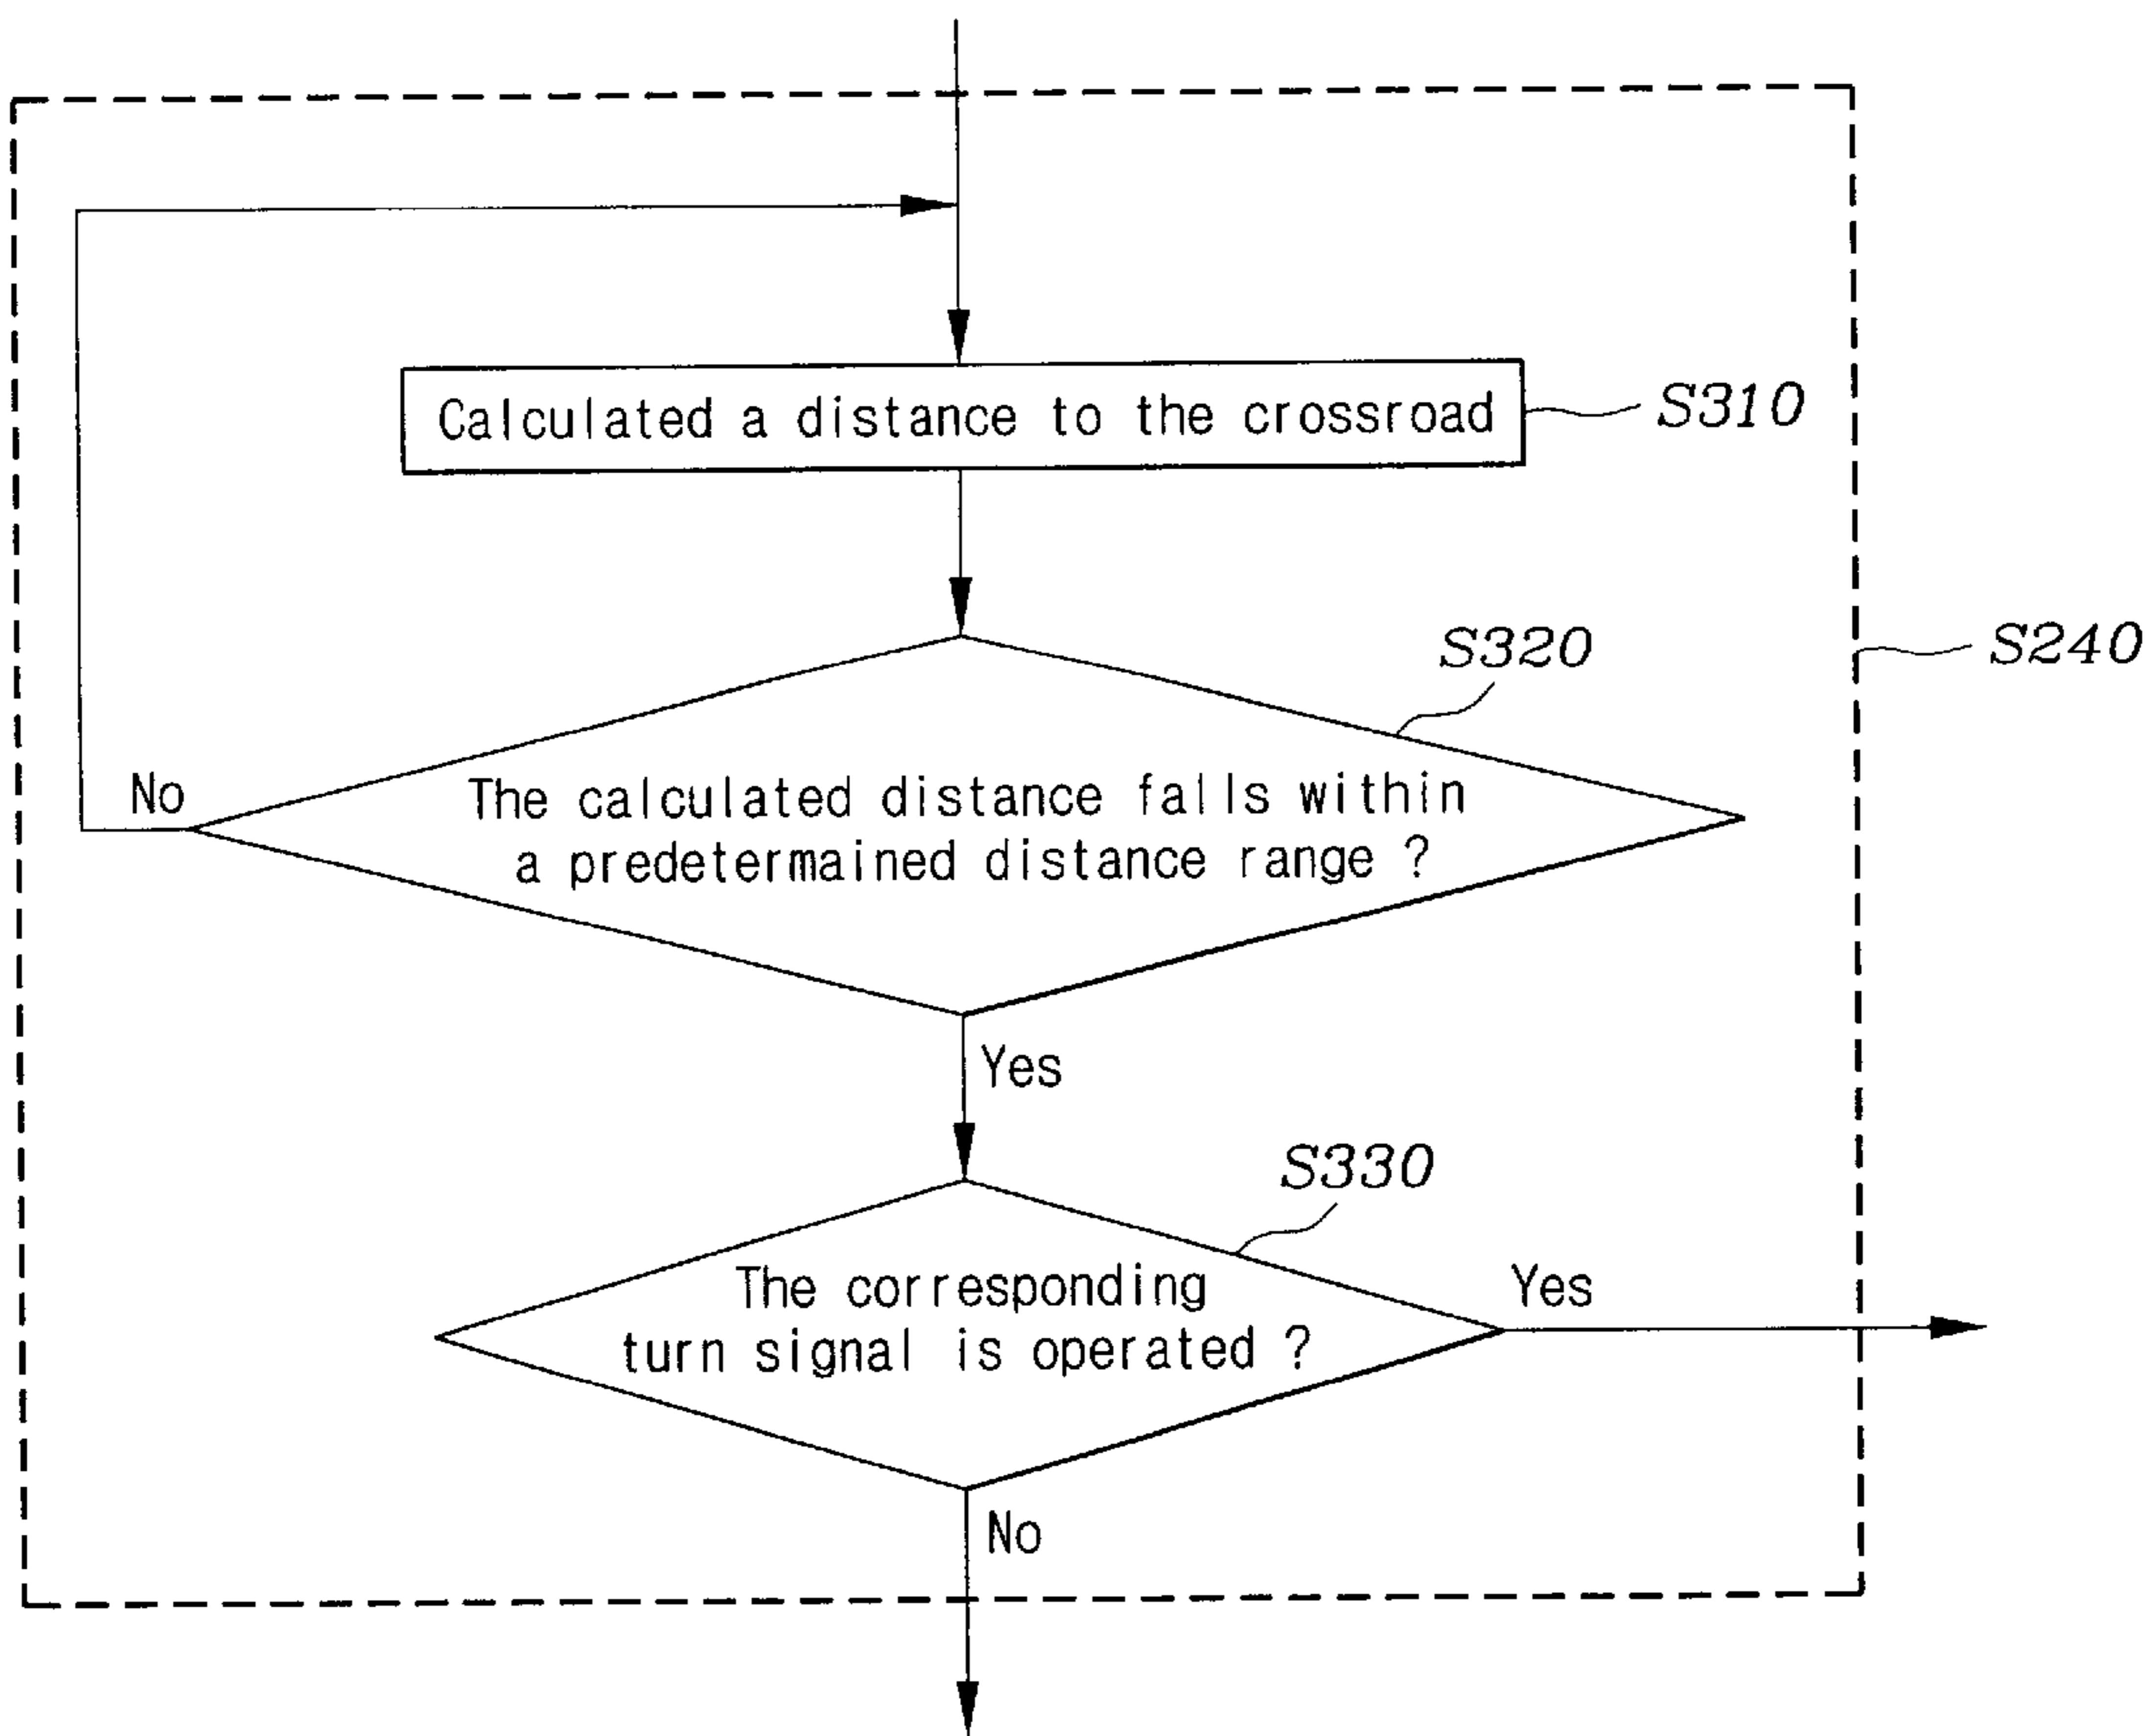 Calculated a distance to the crossroad
S310
S320
S240
No
The calculated distance falls within
a predetermained distance range ?
Yes
S330
The corresponding
turn signal is operated ?
Yes
No